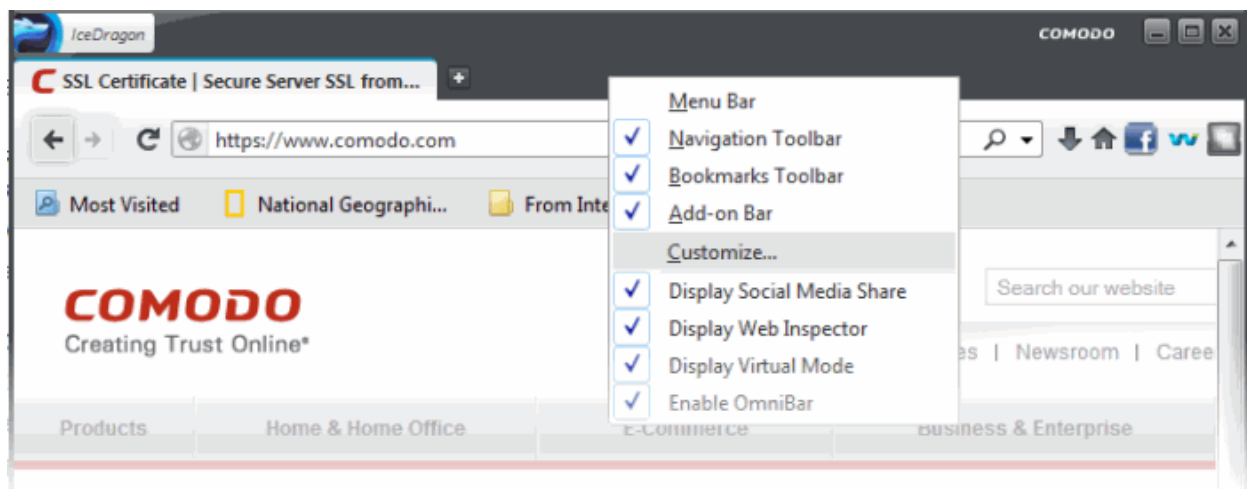 IceDragon
COMODO
SSL Certificate | Secure Server SSL from...
https://www.comodo.com
Most Visited
National Geographi...
From Inte
Menu Bar
Navigation Toolbar
Bookmarks Toolbar
Add-on Bar
Customize...
Display Social Media Share
Display Web Inspector
Display Virtual Mode
Enable OmniBar
COMODO
Creating Trust Online®
Search our website
es | Newsroom | Caree
Products
Home & Home Office
E-Commerce
Business & Enterprise